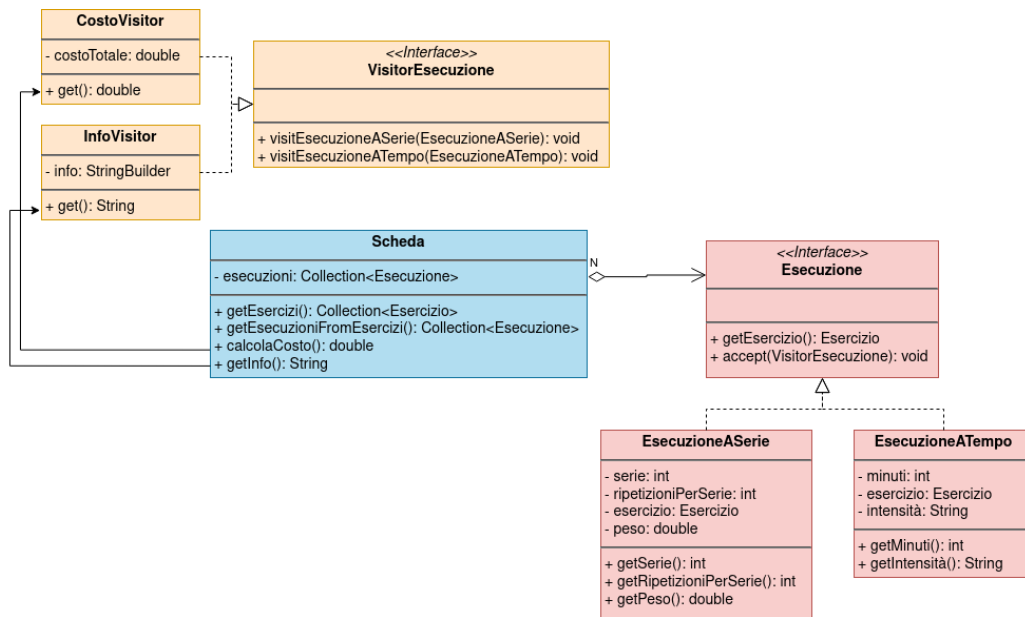 CostoVisitor
- costoTotale: double
+ get(): double
<<Interface>>
VisitorEsecuzione
+ visitEsecuzioneASerie(EsecuzioneASerie): void
+ visitEsecuzioneATempo(EsecuzioneATempo): void
InfoVisitor
- info: StringBuilder
+ get(): String
Scheda
- esecuzioni: Collection<Esecuzione>
+ getEsercizi(): Collection<Esercizio>
+ getEsecuzioniFromEsercizi(): Collection<Esecuzione>
+ calcolaCosto(): double
+ getInfo(): String
N
<<Interface>>
Esecuzione
+ getEsercizio(): Esercizio
+ accept(VisitorEsecuzione): void
EsecuzioneASerie
- serie: int
- ripetizioniPerSerie: int
- esercizio: Esercizio
- peso: double
+ getSerie(): int
+ getRipetizioniPerSerie(): int
+ getPeso(): double
EsecuzioneATempo
- minuti: int
- esercizio: Esercizio
- intensità: String
+ getMinuti(): int
+ getIntensità(): String